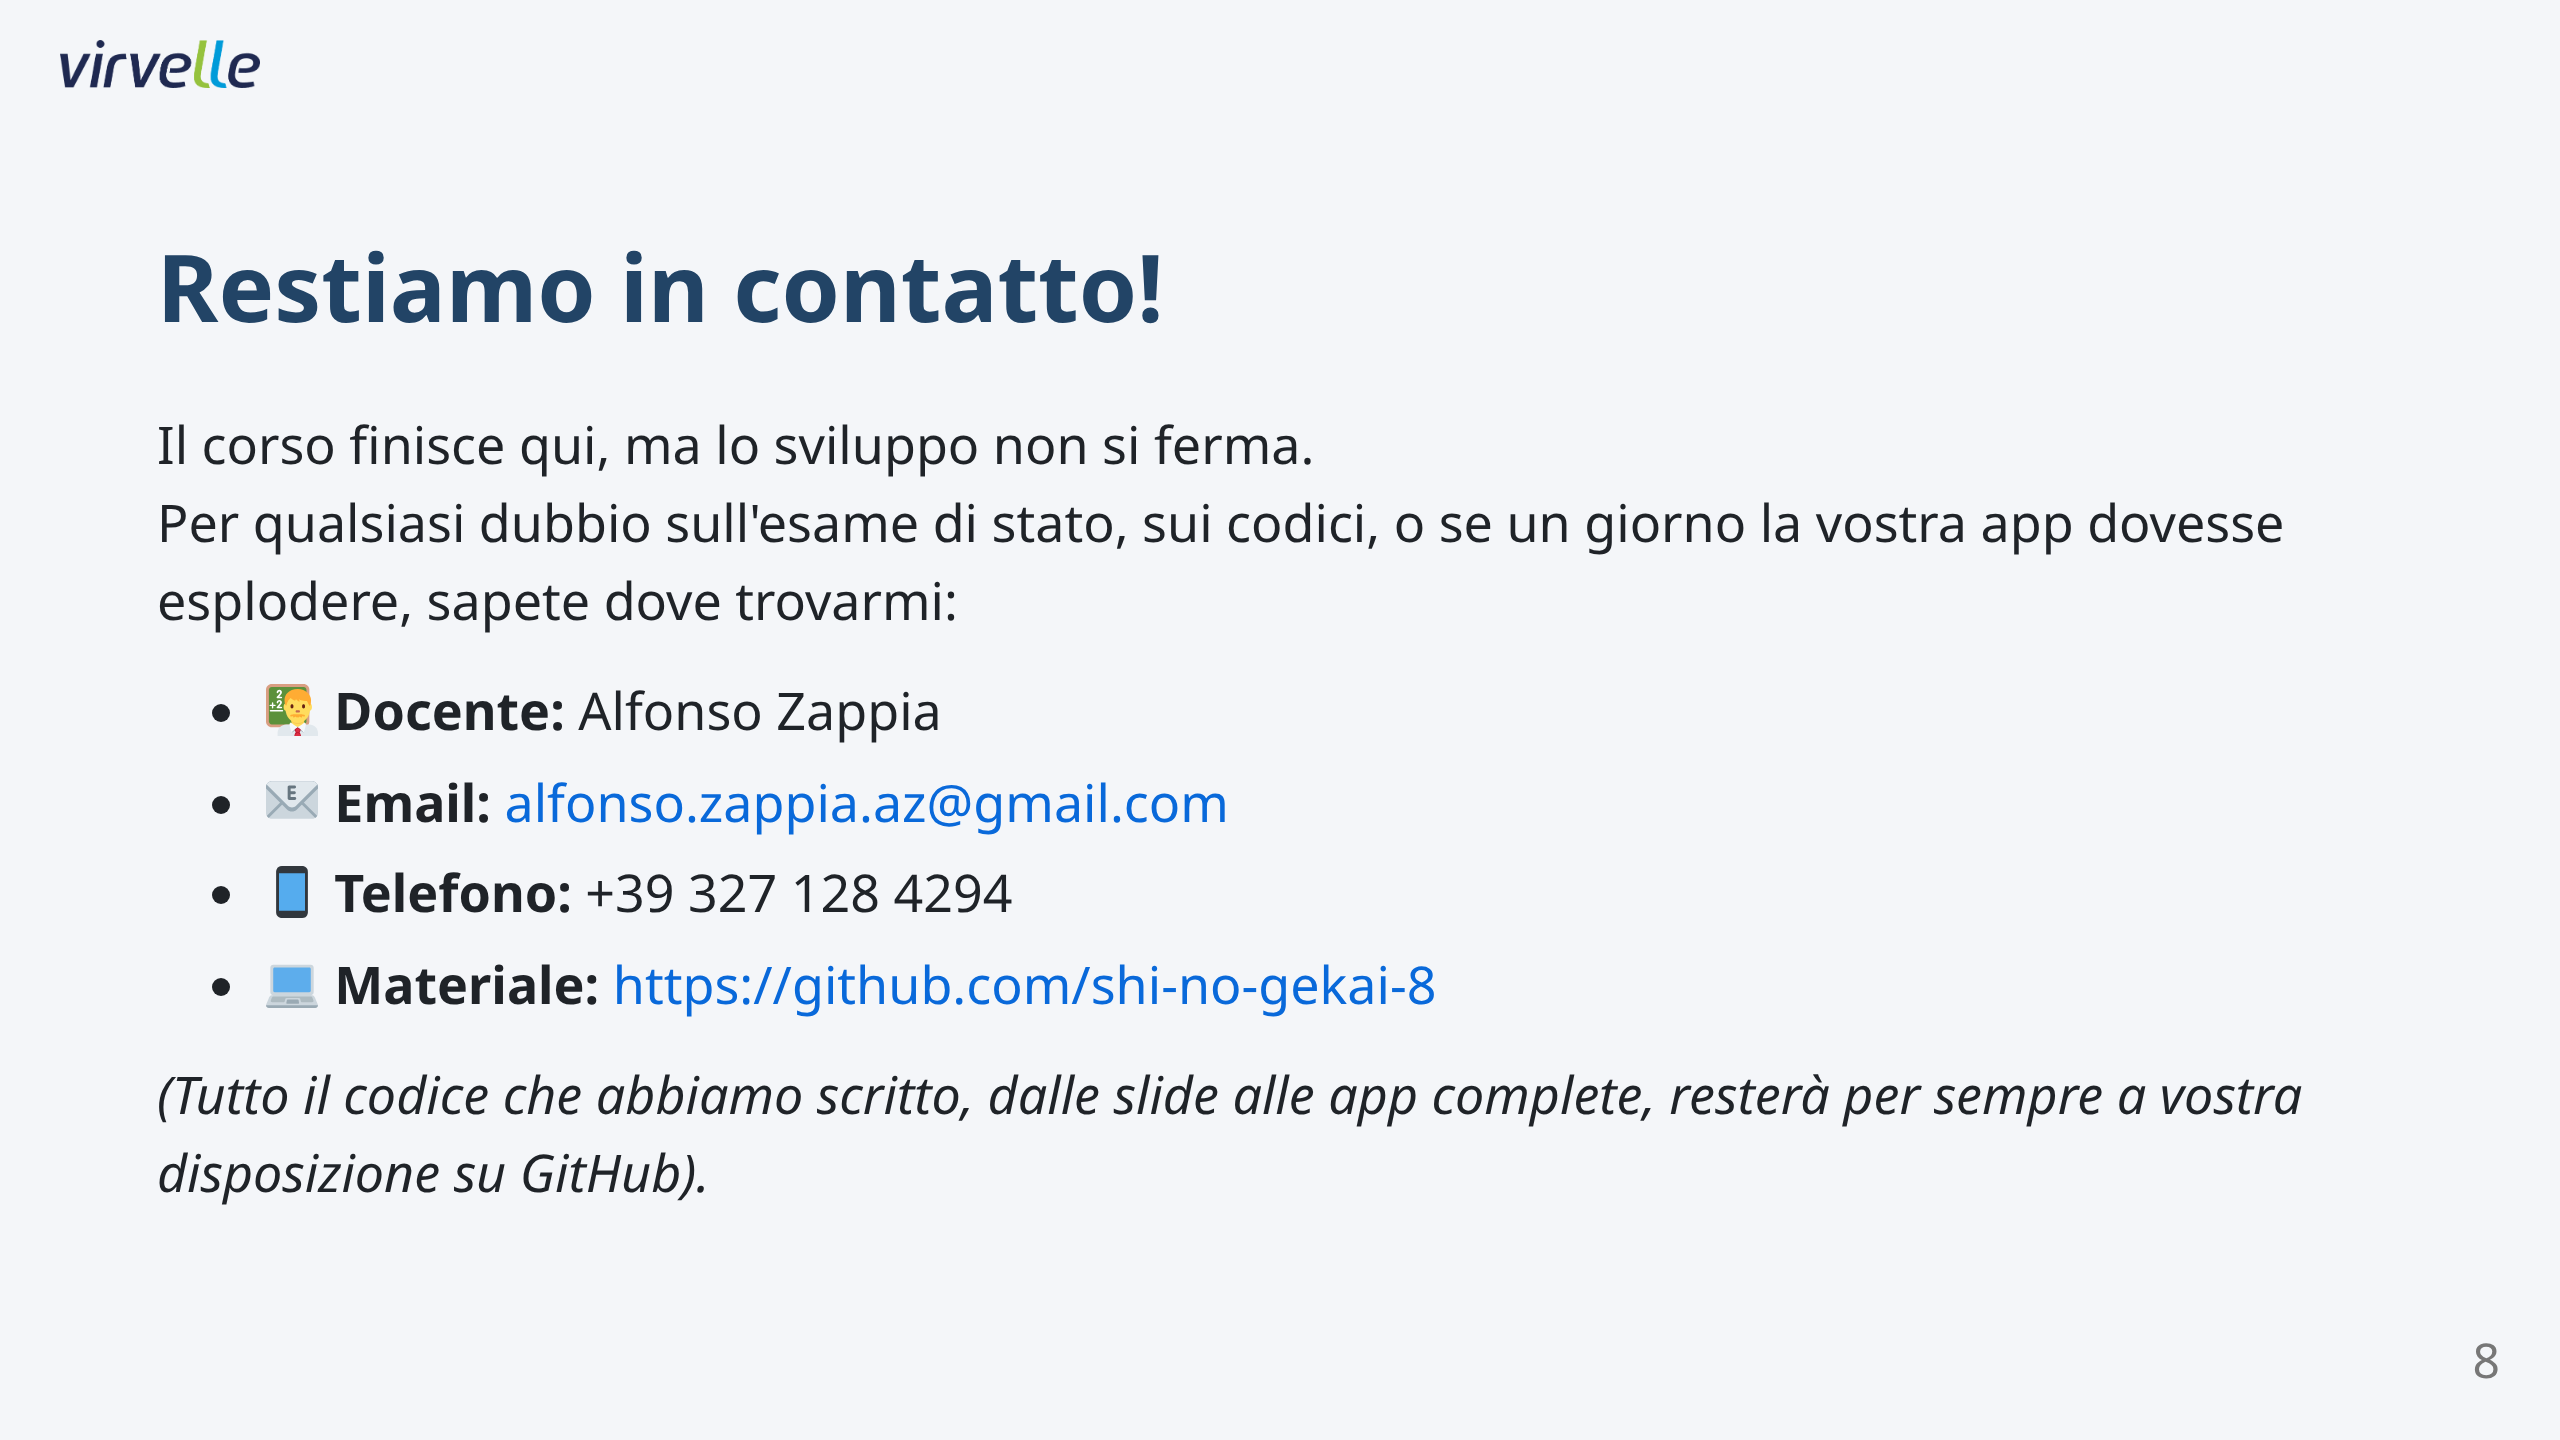 virvelle
Restiamo in contatto!
Il corso finisce qui, ma lo sviluppo non si ferma.
Per qualsiasi dubbio sull'esame di stato, sui codici, o se un giorno la vostra app dovesse
esplodere, sapete dove trovarmi:
• Docente: Alfonso Zappia
• Email: alfonso.zappia.az@gmail.com
• Telefono: +39 327 128 4294
• Materiale: https://github.com/shi-no-gekai-8
(Tutto il codice che abbiamo scritto, dalle slide alle app complete, resterà per sempre a vostra
disposizione su GitHub).
8